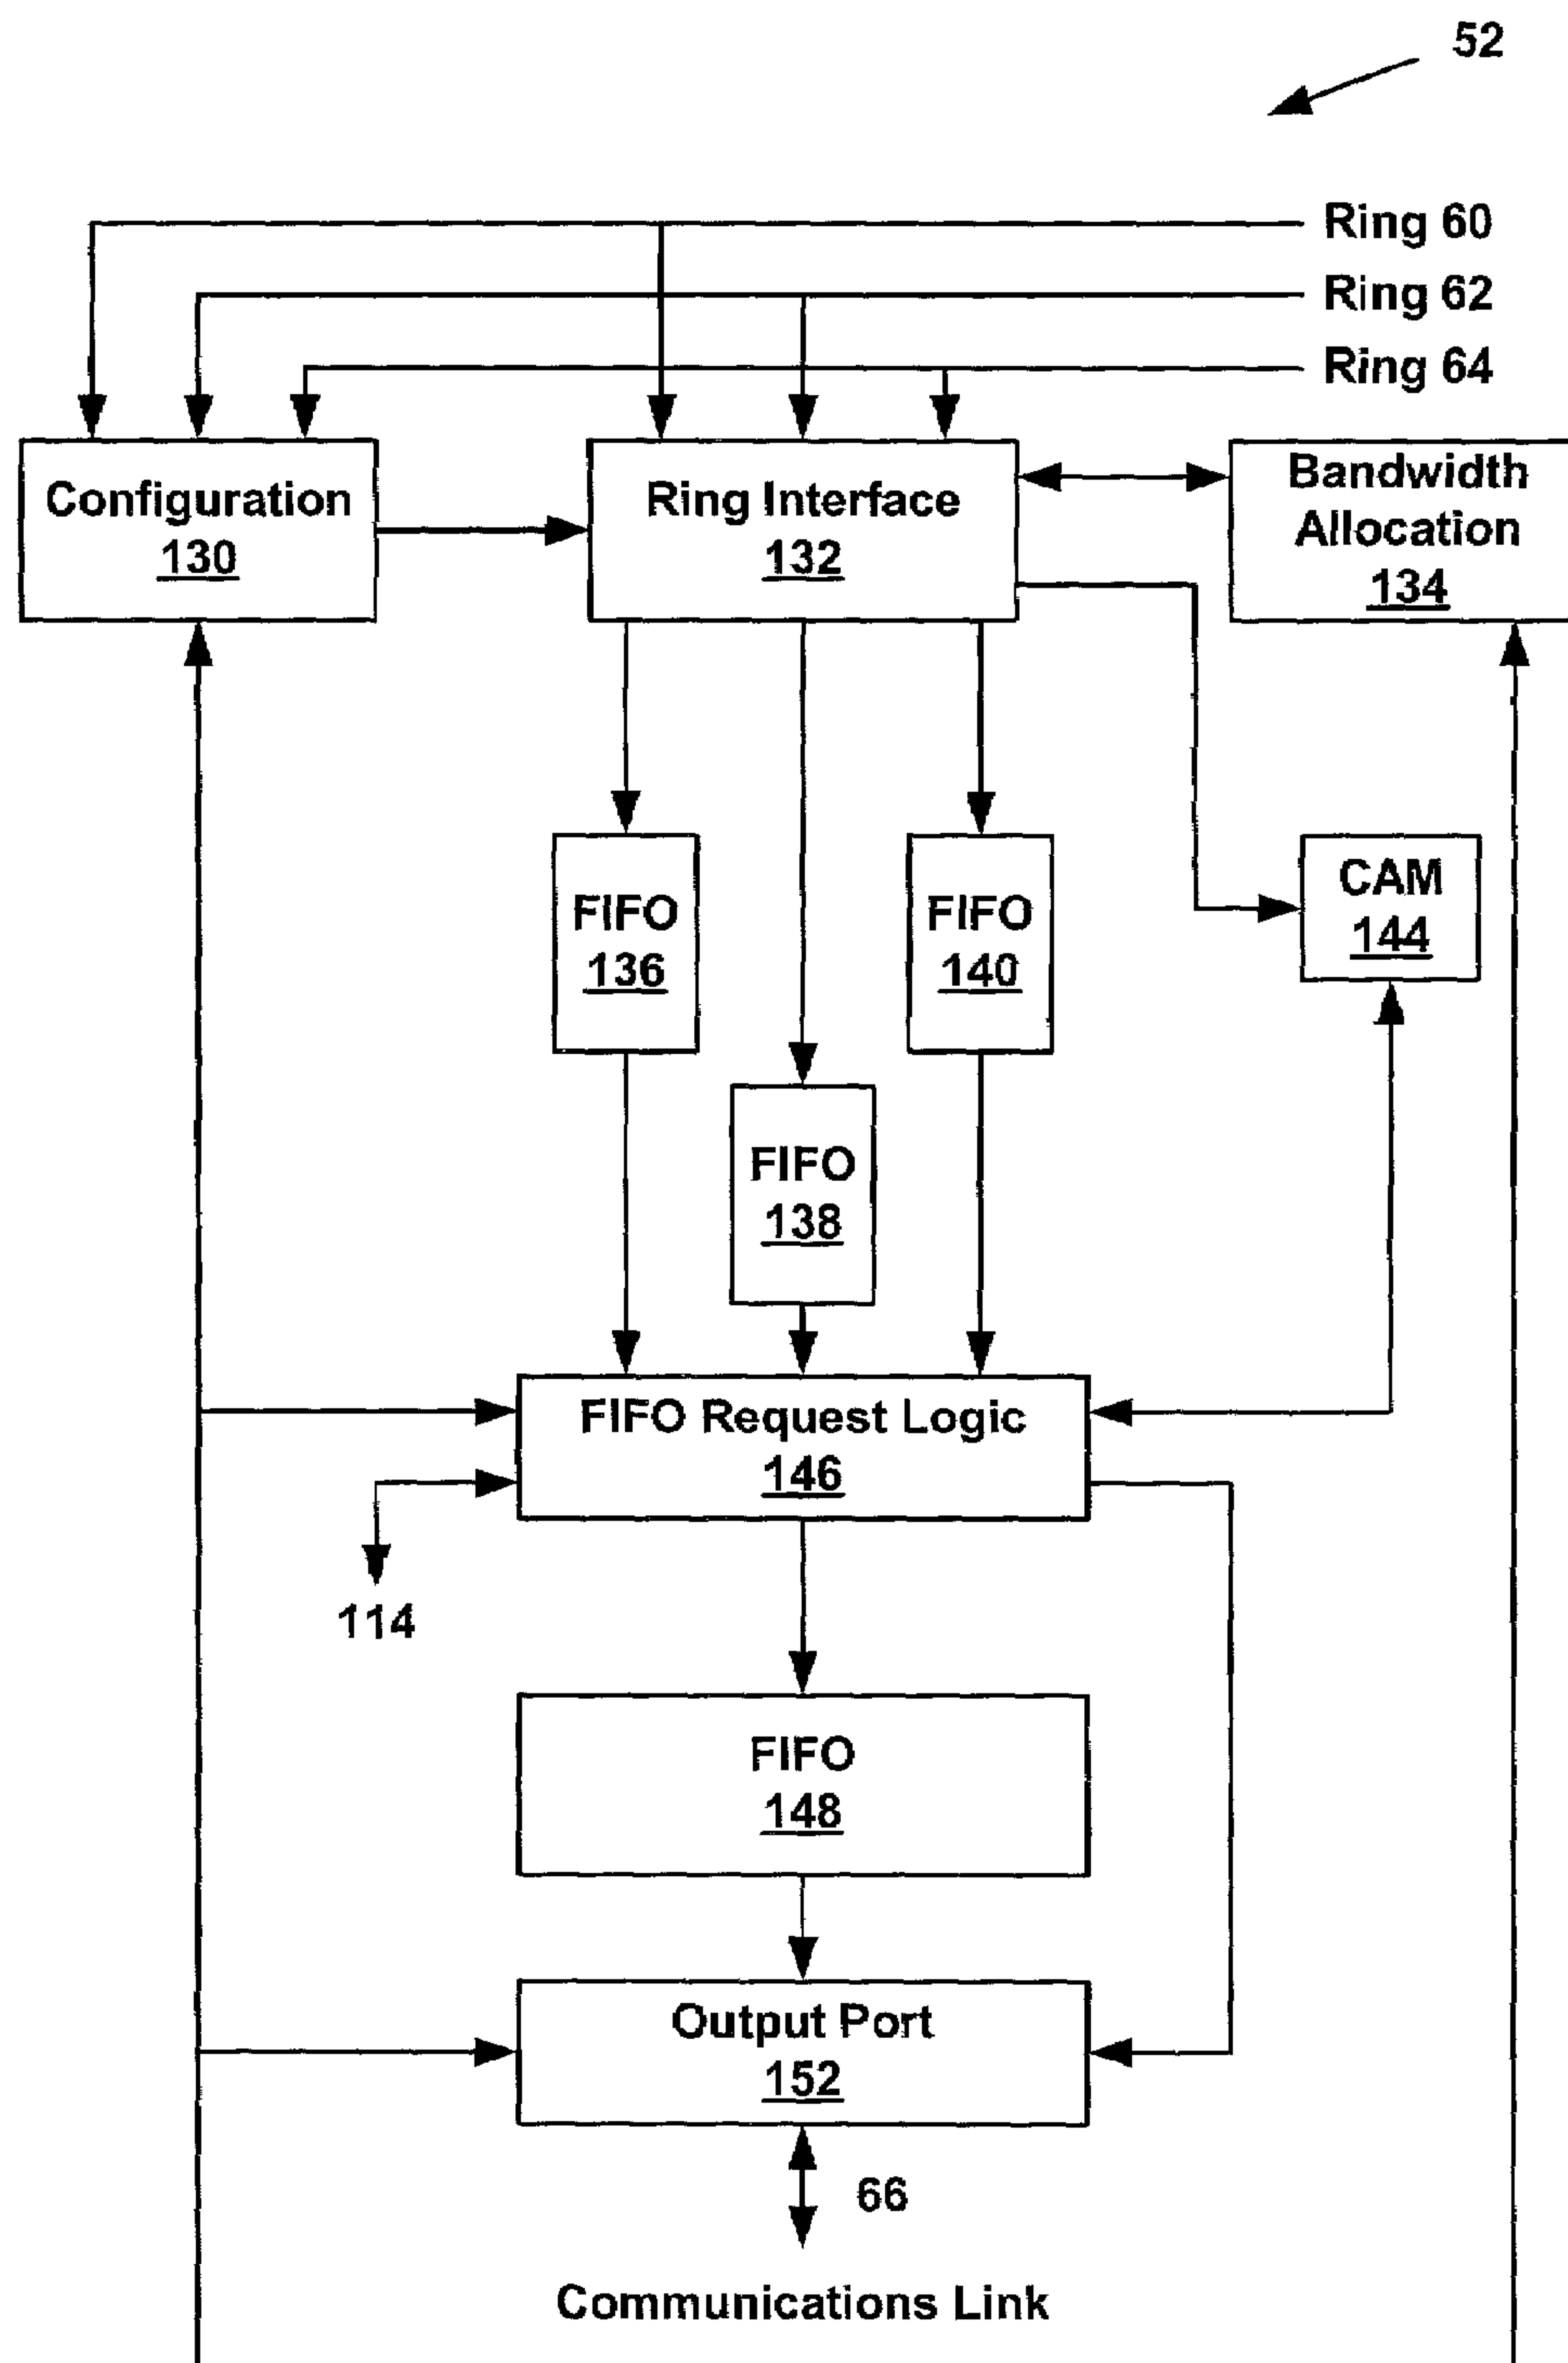 52
Ring 60
Ring 62
Ring 64
Configuration
130
Ring Interface
132
Bandwidth
Allocation
134
FIFO
136
FIFO
140
CAM
144
FIFO
138
FIFO Request Logic
146
114
FIFO
148
Output Port
152
66
Communications Link